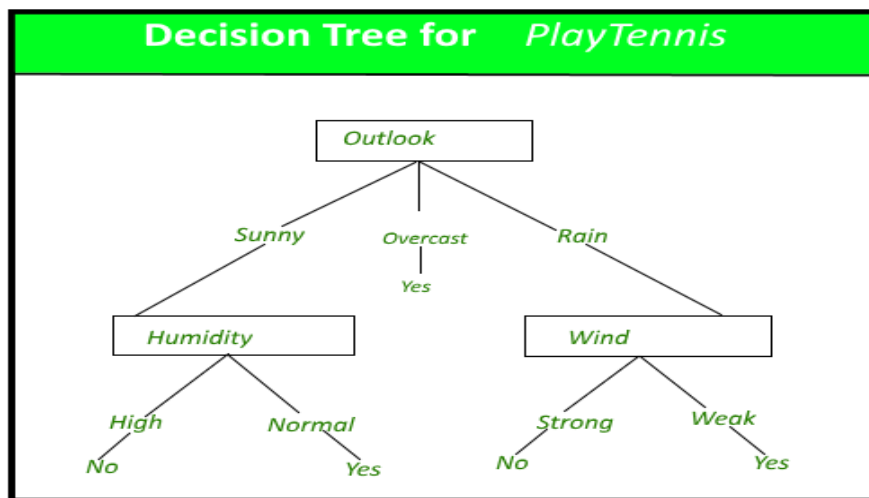 Decision Tree for PlayTennis
Outlook
Sunny Overcast Rain
Yes
Humidity Wind
High Normal Strong Weak
No Yes No Yes